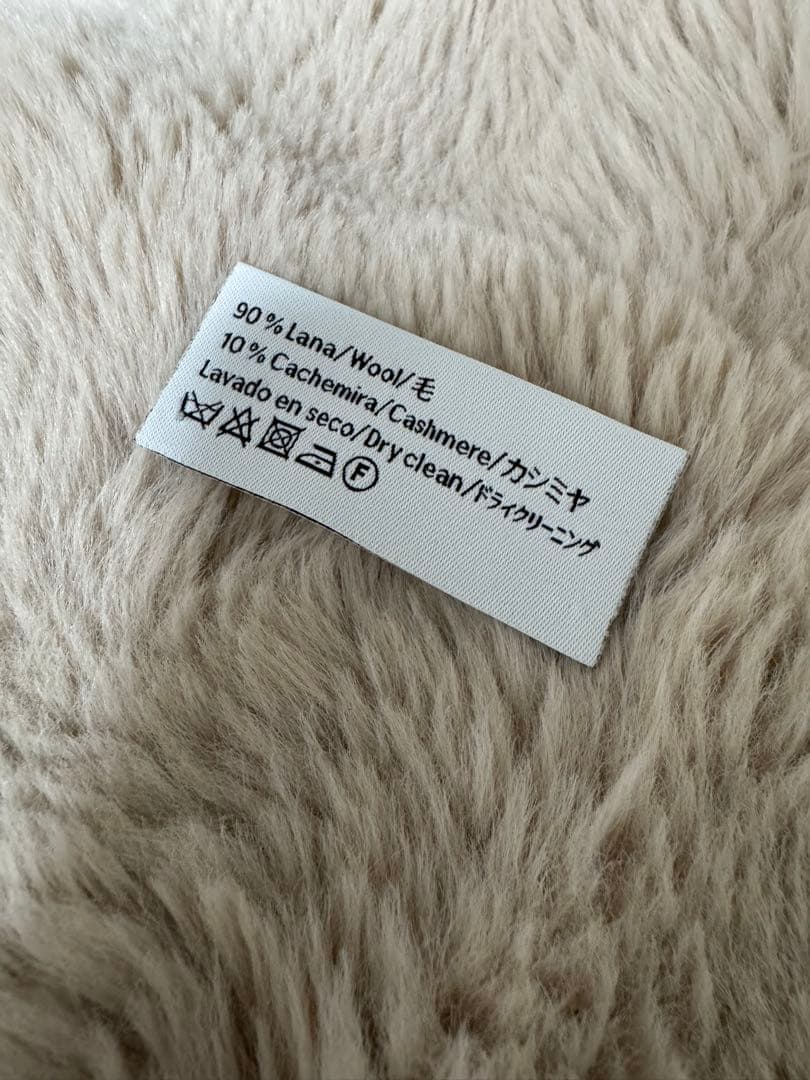 90 % Lana/Wool/毛
10 % Cachemira/Cashmere/カシミヤ
Lavado en seco/Dry clean/ドライクリーニング
F